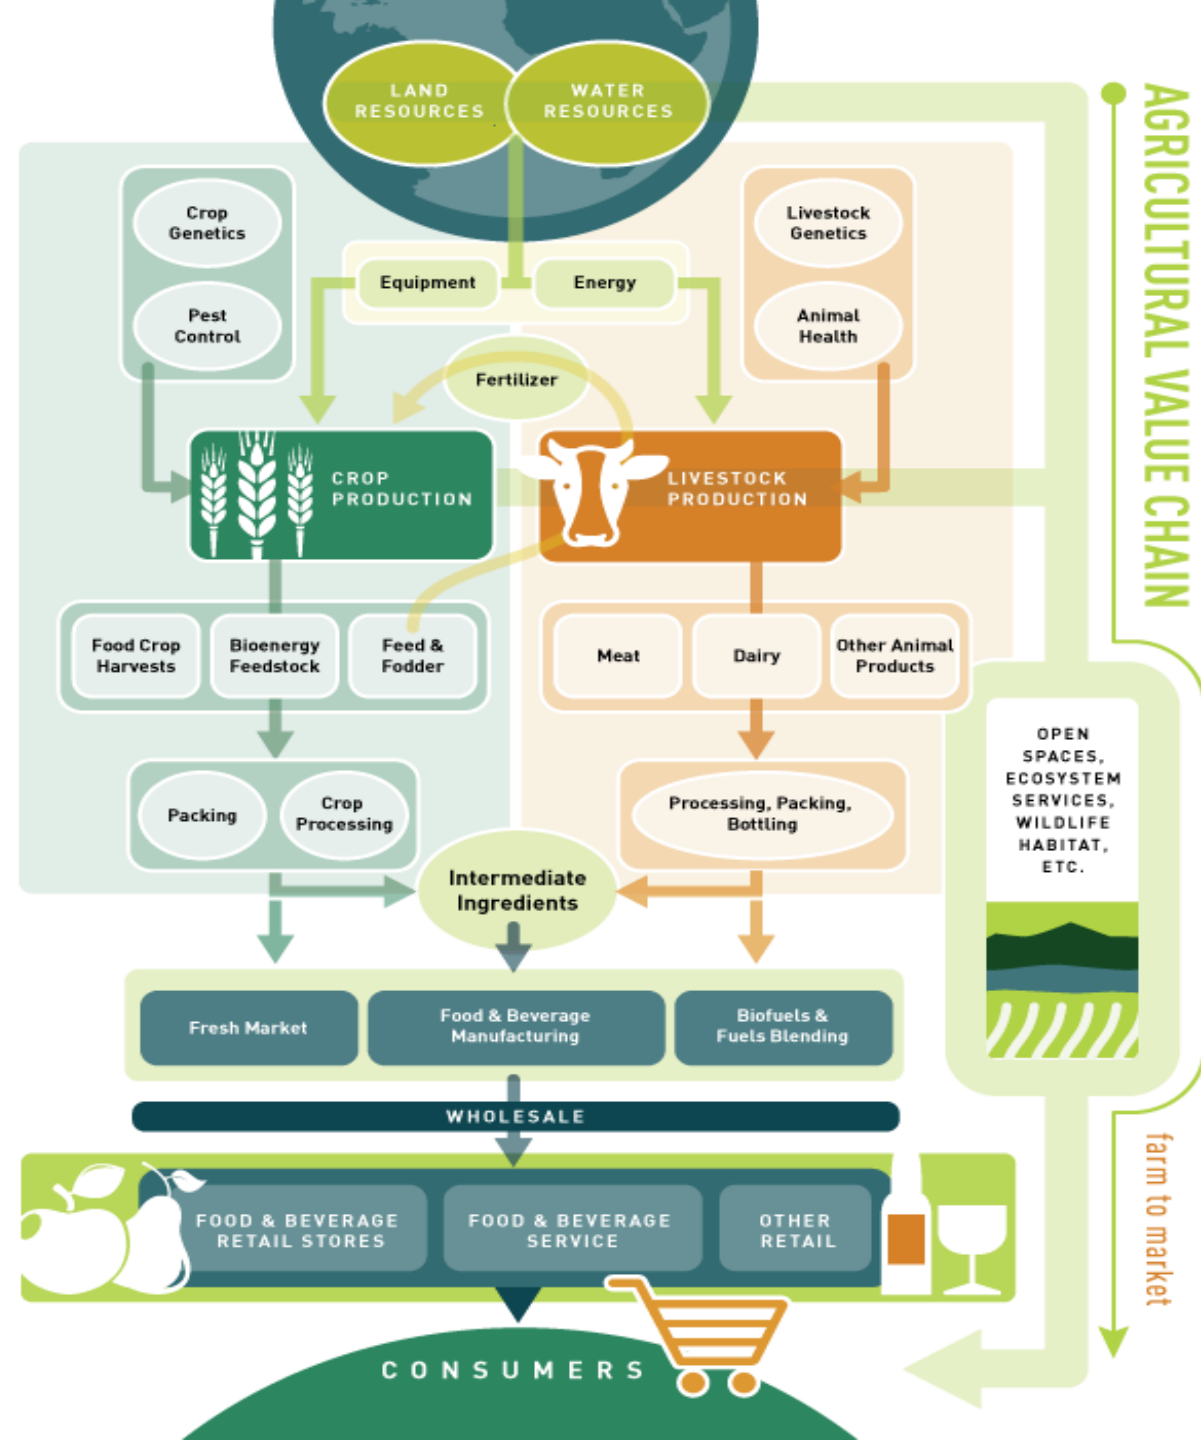 LAND
RESOURCES
WATER
RESOURCES
AGRICULTURAL VALUE CHAIN
Crop
Genetics
Pest
Control
Livestock
Genetics
Animal
Health
Equipment
Energy
Fertilizer
CROP
PRODUCTION
LIVESTOCK
PRODUCTION
Food Crop
Harvests
Bioenergy
Feedstock
Feed &
Fodder
Meat
Dairy
Other Animal
Products
OPEN
SPACES,
ECOSYSTEM
SERVICES,
WILDLIFE
HABITAT,
ETC.
Packing
Crop
Processing
Processing, Packing,
Bottling
Intermediate
Ingredients
Fresh Market
Food & Beverage
Manufacturing
Biofuels &
Fuels Blending
WHOLESALE
farm to market
FOOD & BEVERAGE
RETAIL STORES
FOOD & BEVERAGE
SERVICE
OTHER
RETAIL
CONSUMERS